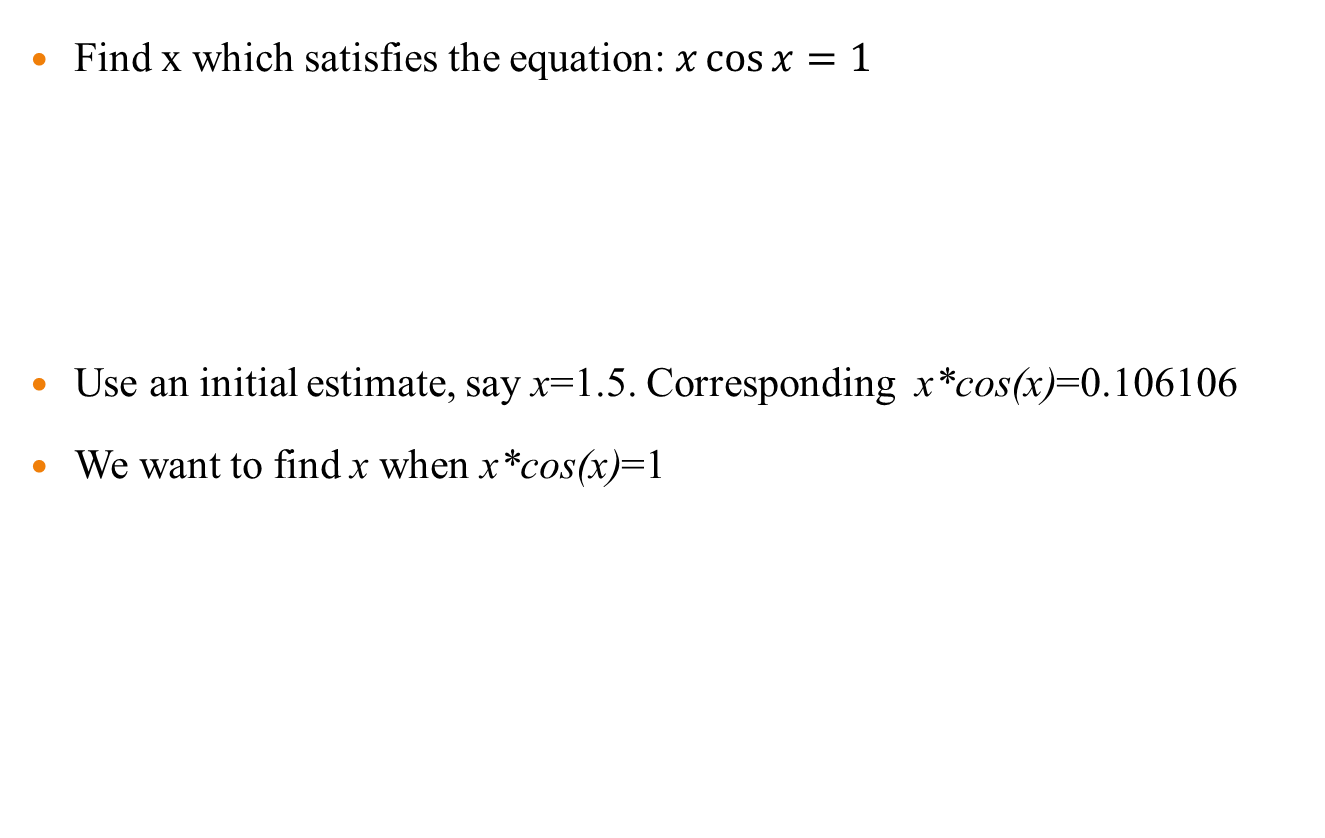 • Find x which satisfies the equation: x cos x = 1
• Use an initial estimate, say x=1.5. Corresponding x*cos(x)=0.106106
• We want to find x when x*cos(x)=1